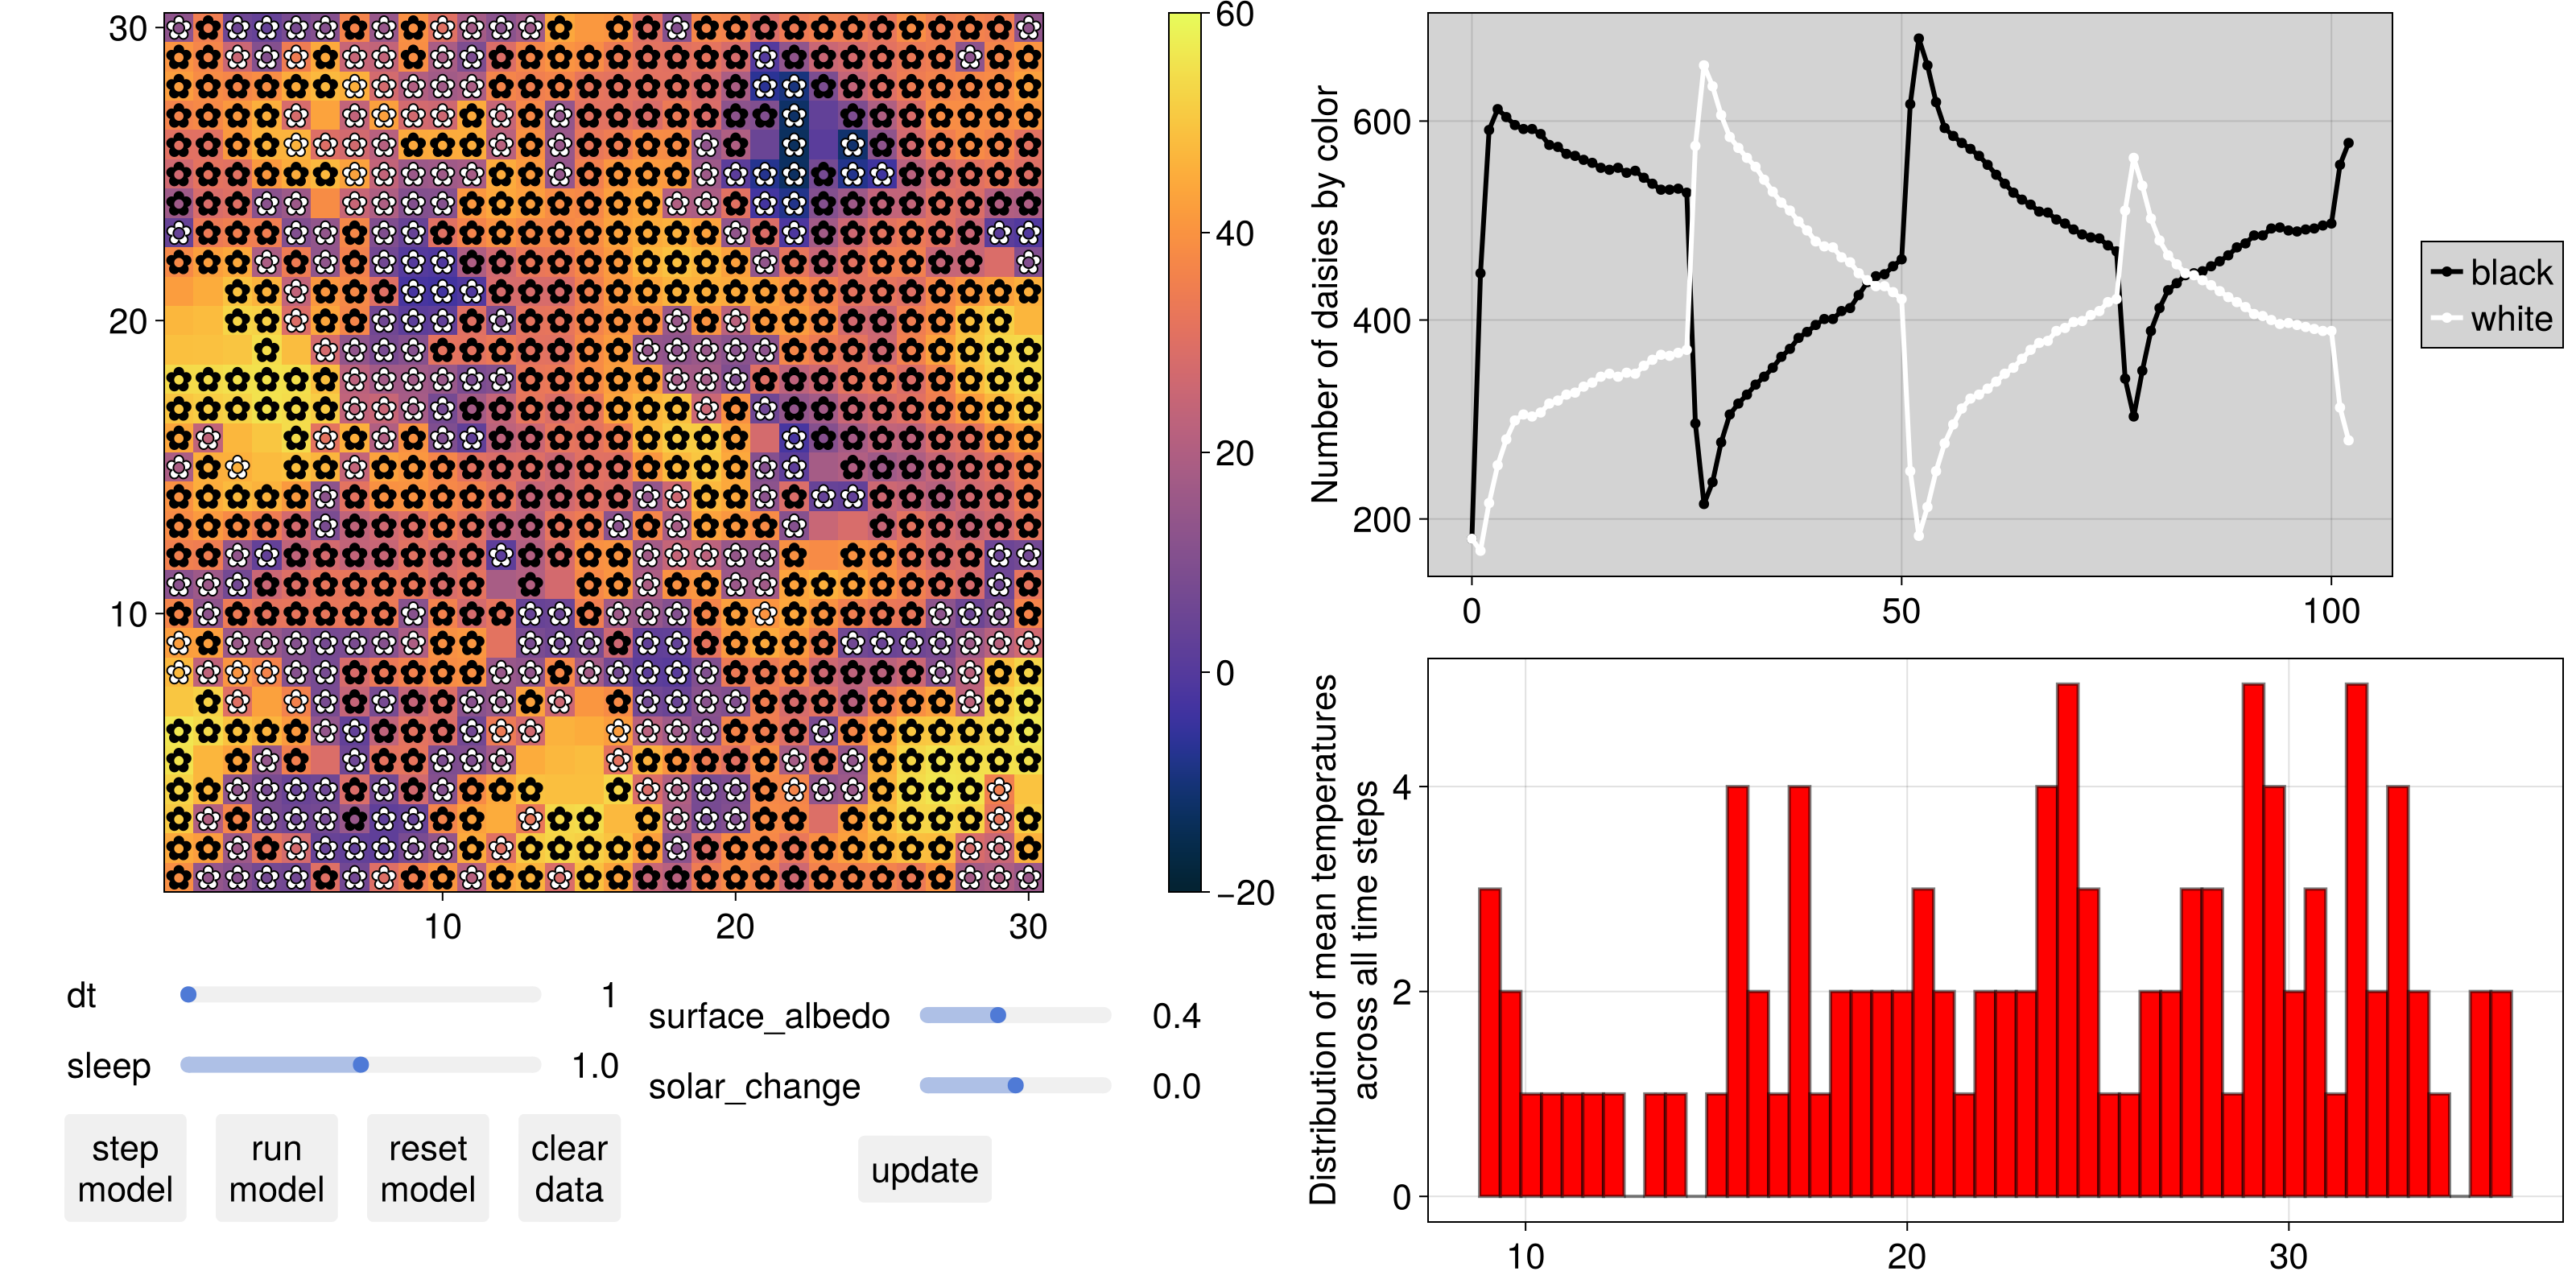 30
20
10
10
20
30
60
40
20
0
−20
Number of daisies by color
600
400
200
0
50
100
black
white
Distribution of mean temperatures
across all time steps
4
2
0
10
20
30
dt
1
sleep
1.0
surface_albedo
0.4
solar_change
0.0
step
model
run
model
reset
model
clear
data
update